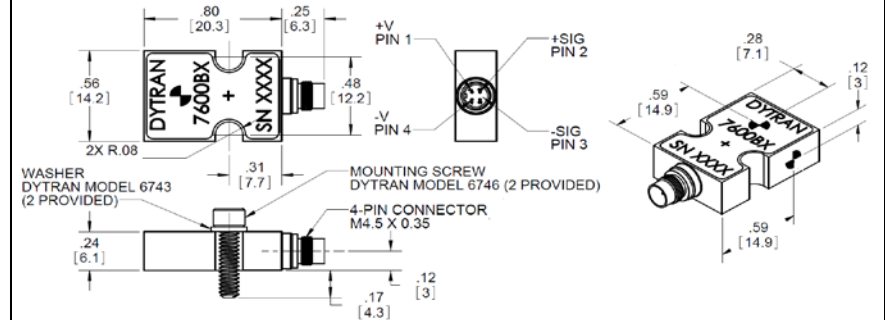 .80
[20.3]
.25
[6.3]
.56
[14.2]
DYTRAN
7600BX
SN XXXX
.48
[12.2]
2X R.08
.31
[7.7]
+V
PIN 1
+SIG
PIN 2
-V
PIN 4
-SIG
PIN 3
.28
[7.1]
.12
[3]
.59
[14.9]
DYTRAN
7600BX
SN XXXX
.59
[14.9]
WASHER
DYTRAN MODEL 6743
(2 PROVIDED)
MOUNTING SCREW
DYTRAN MODEL 6746 (2 PROVIDED)
4-PIN CONNECTOR
M4.5 X 0.35
.24
[6.1]
.12
[3]
.17
[4.3]